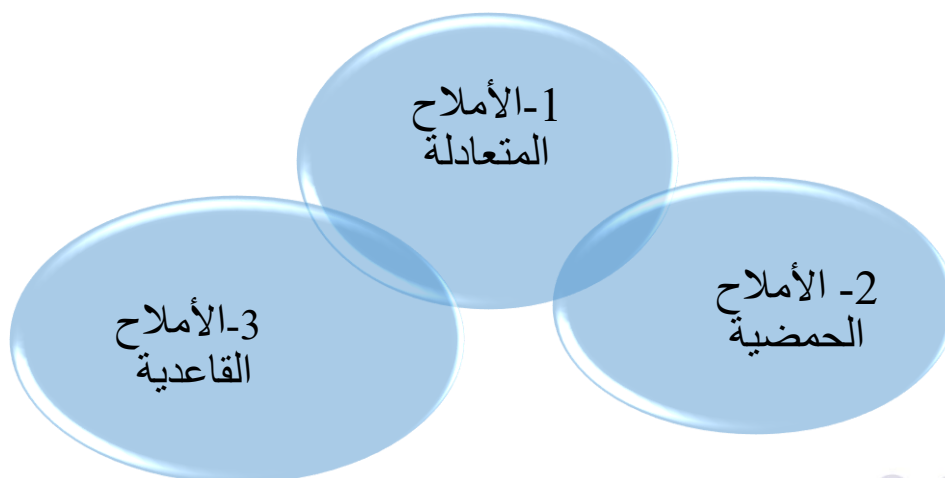 1-الأملاح
المتعادلة
2- الأملاح
الحمضية
3-الأملاح
القاعدية